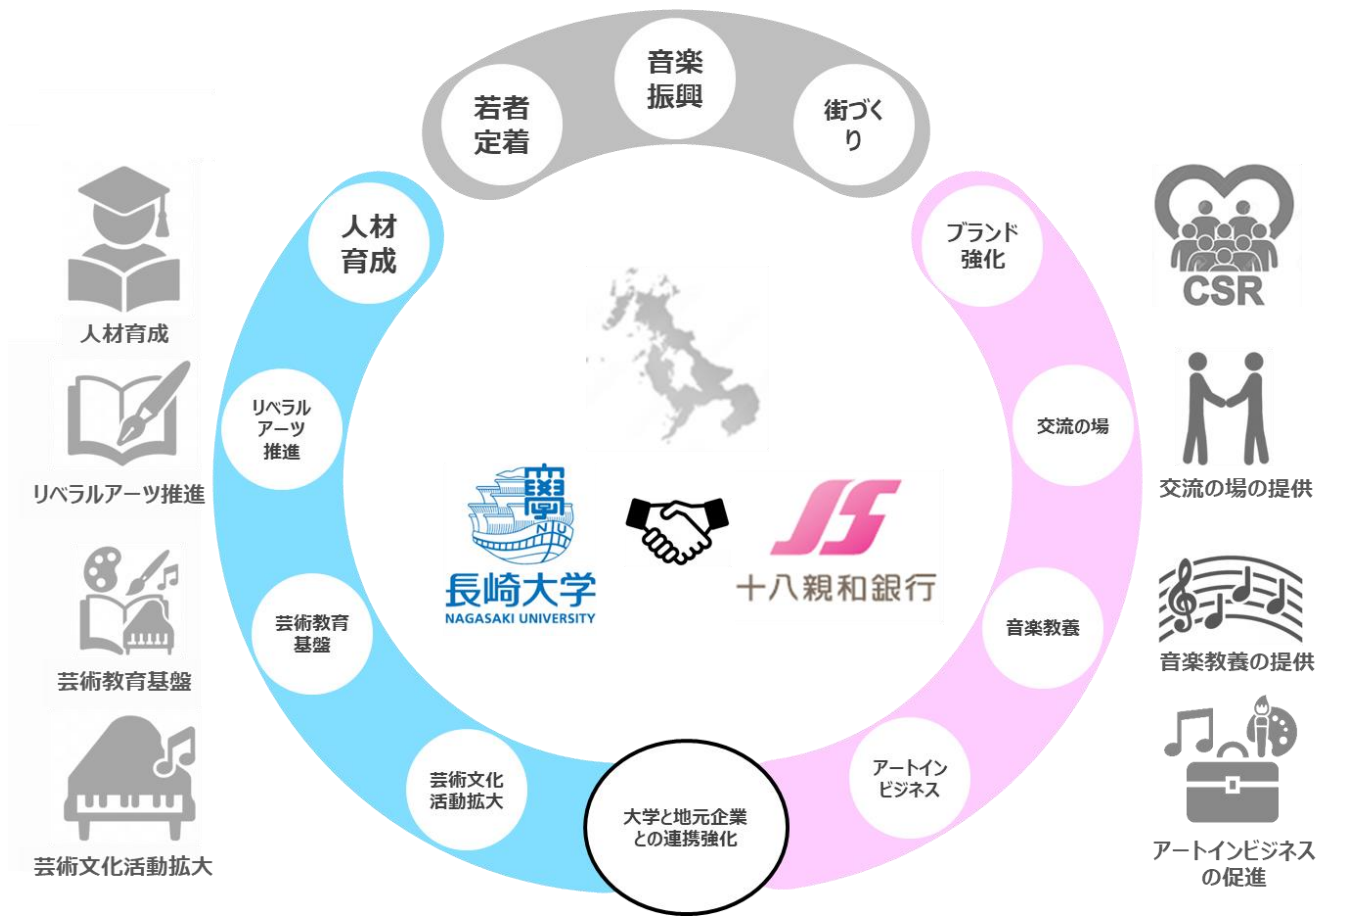 音楽
振興
若者
定着
街づく
り
人材
育成
ブランド
強化
CSR
人材育成
リベラル
アーツ
推進
交流の場
リベラルアーツ推進
交流の場の提供
NU
長崎大学
NAGASAKI UNIVERSITY
十八親和銀行
芸術教育
基盤
音楽教養
芸術教育基盤
音楽教養の提供
芸術文化
活動拡大
アートイン
ビジネス
大学と地元企業
との連携強化
芸術文化活動拡大
アートインビジネス
の促進